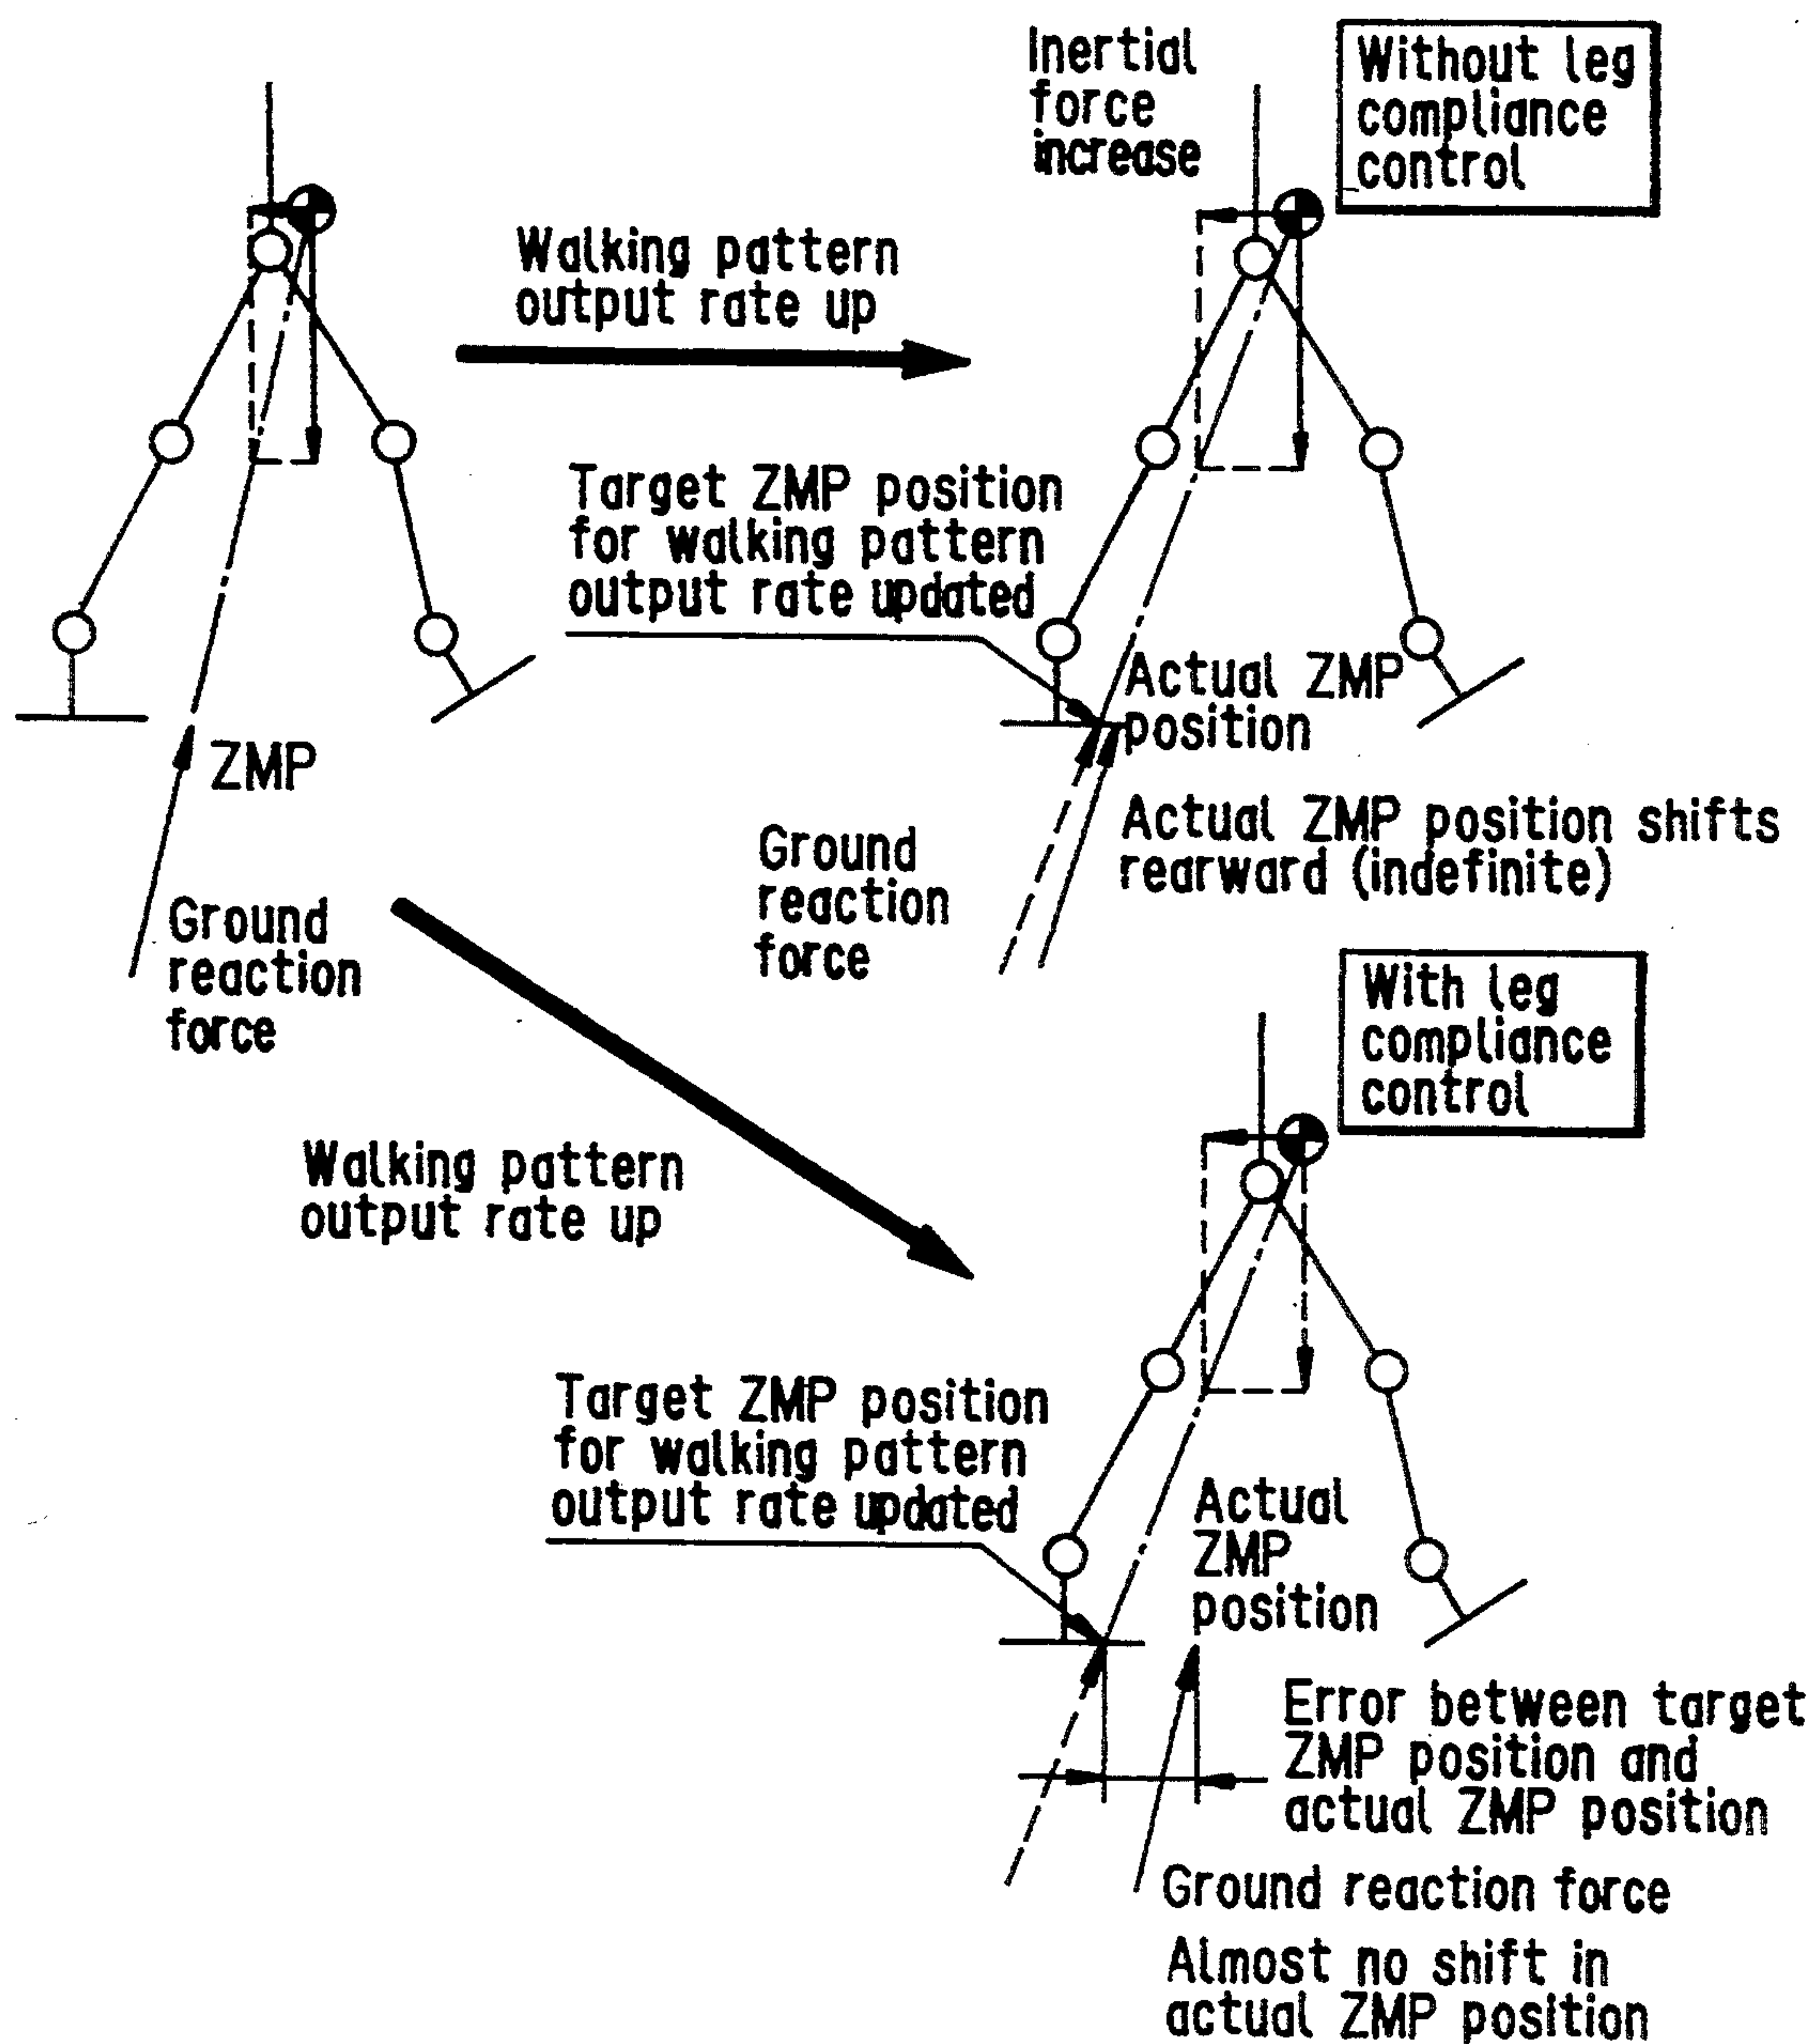 Inertial
force
increase
Without leg
compliance
control
Walking pattern
output rate up
Target ZMP position
for walking pattern
output rate updated
Actual ZMP
position
ZMP
Actual ZMP position shifts
rearward (indefinite)
Ground
reaction
force
Ground
reaction
force
With leg
compliance
control
Walking pattern
output rate up
Target ZMP position
for walking pattern
output rate updated
Actual
ZMP
position
Error between target
ZMP position and
actual ZMP position
Ground reaction force
Almost no shift in
actual ZMP position